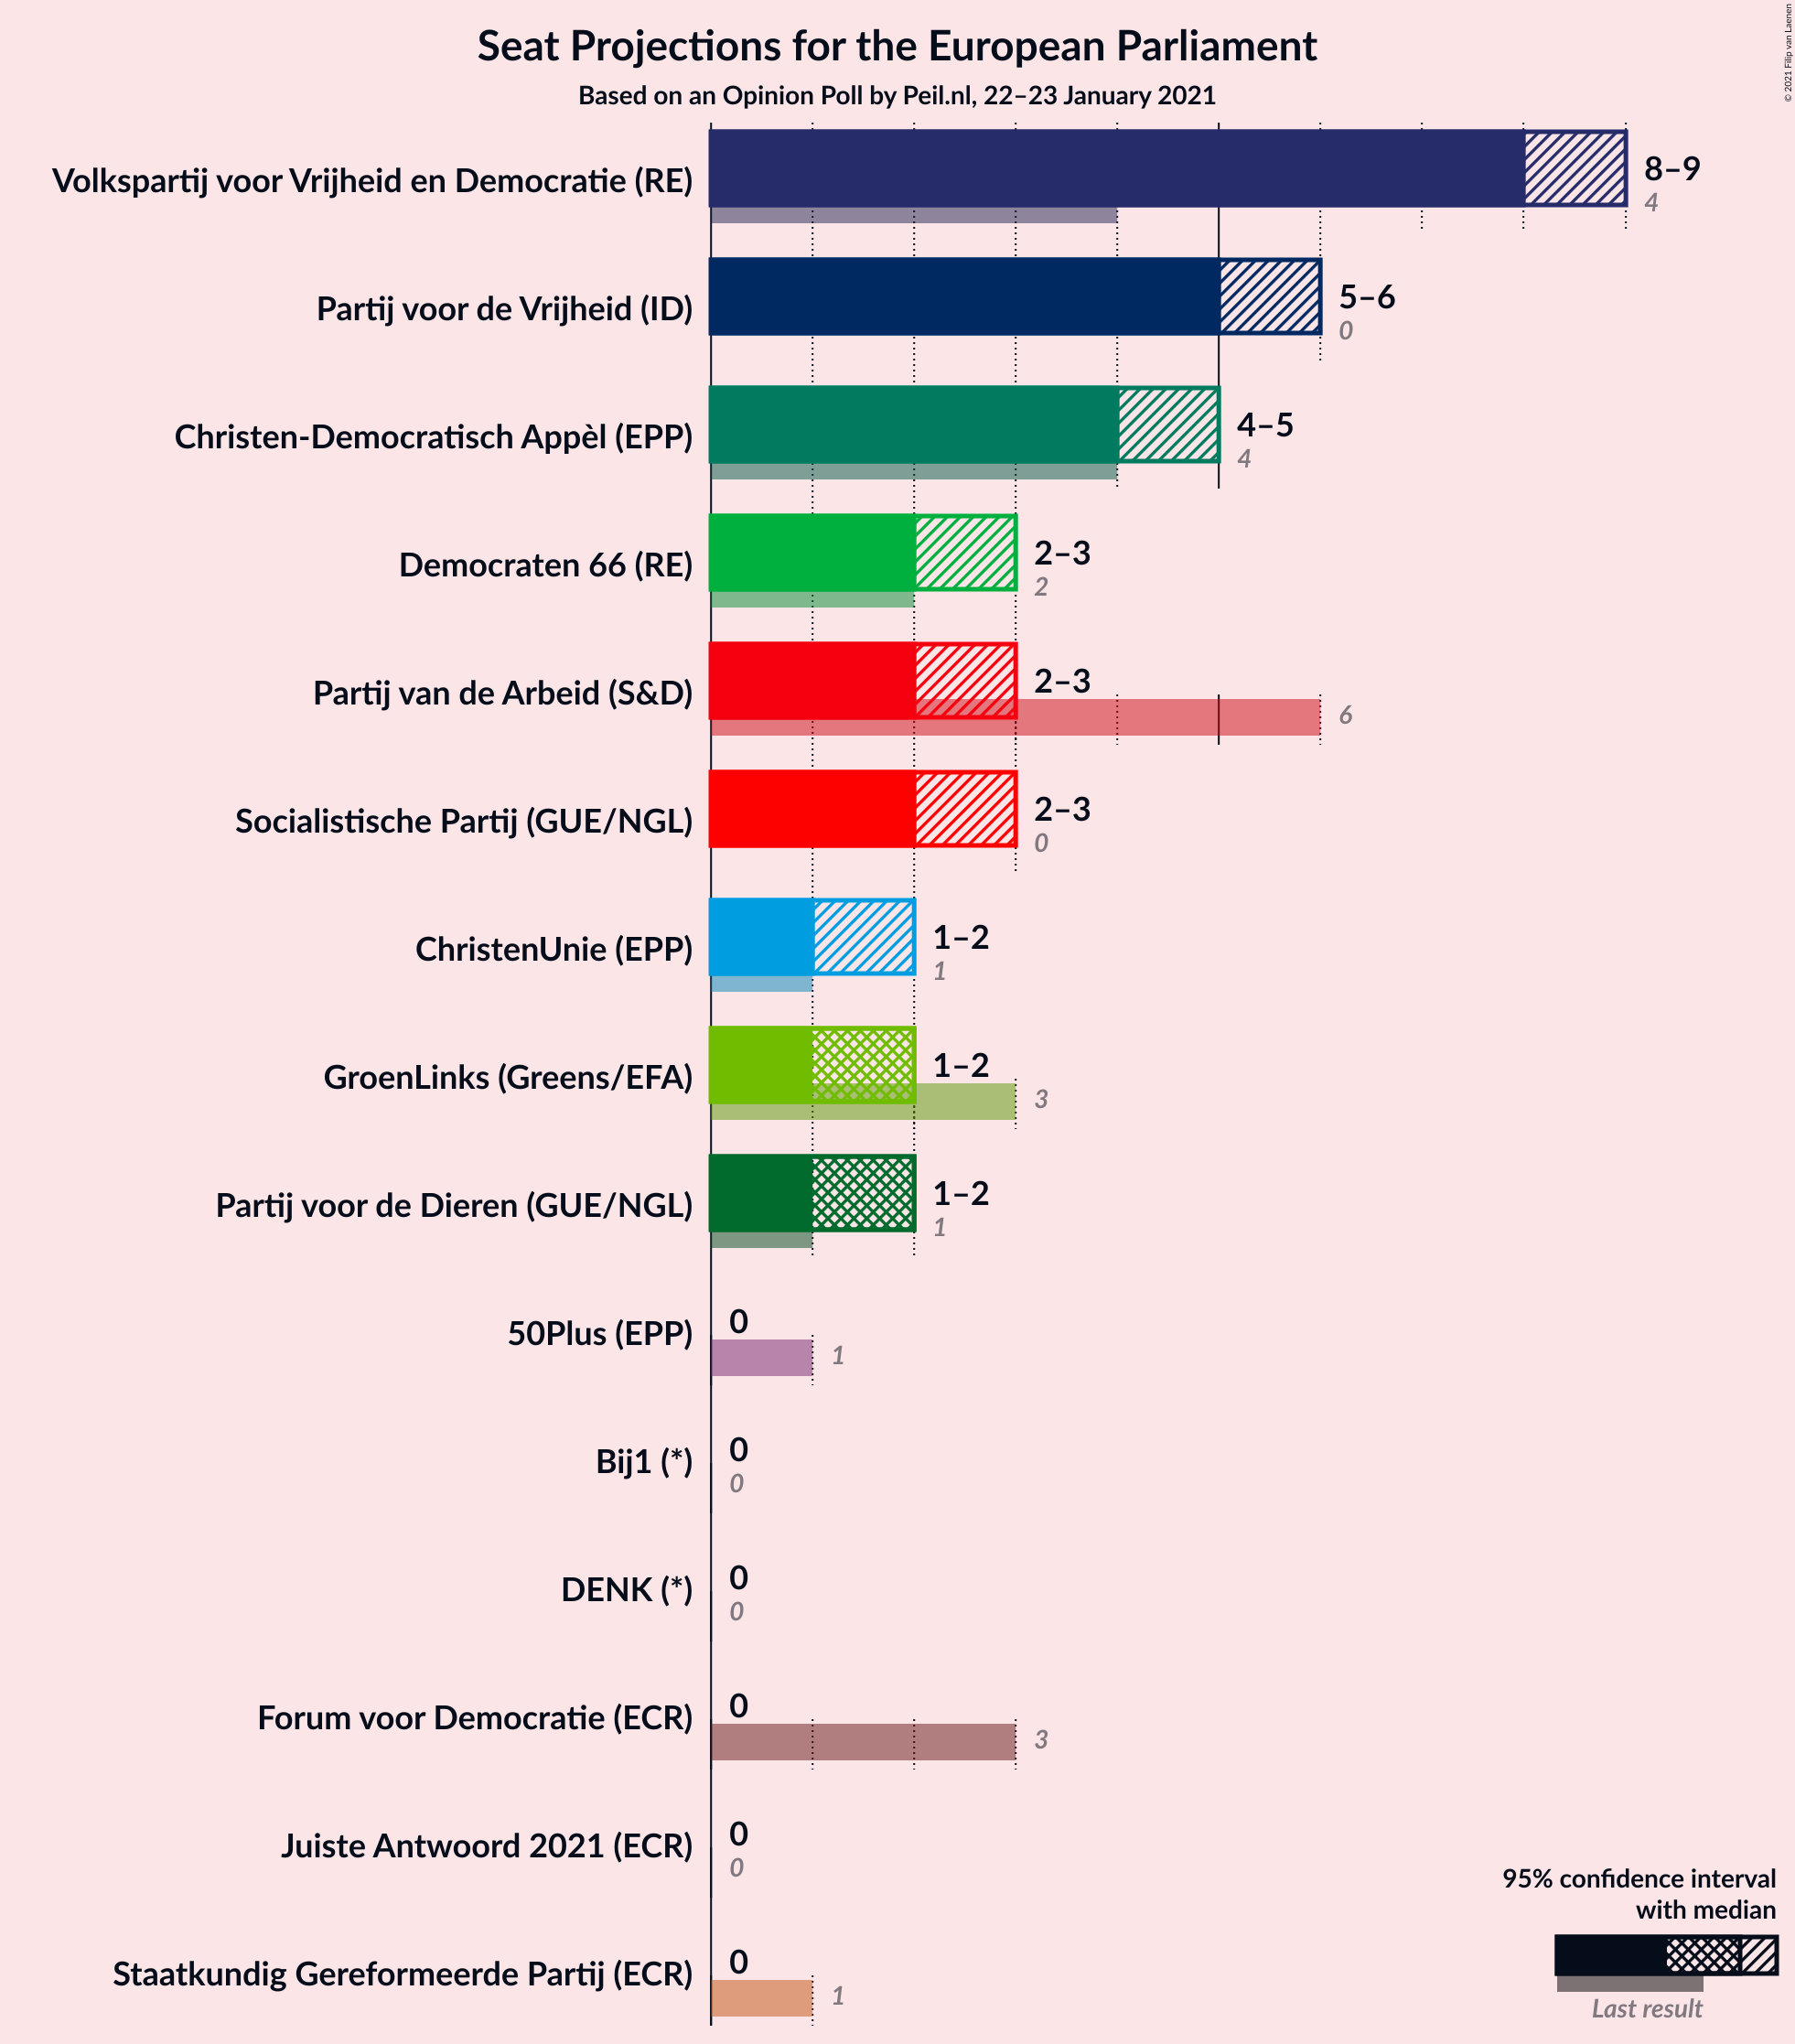 Seat Projections for the European Parliament
Based on an Opinion Poll by Peil.nl, 22–23 January 2021
© 2021 Filip van Laenen
Volkspartij voor Vrijheid en Democratie (RE)
8–9
4
Partij voor de Vrijheid (ID)
5–6
0
Christen-Democratisch Appèl (EPP)
4–5
4
Democraten 66 (RE)
2–3
2
Partij van de Arbeid (S&D)
2–3
6
Socialistische Partij (GUE/NGL)
2–3
0
ChristenUnie (EPP)
1–2
1
GroenLinks (Greens/EFA)
1–2
3
Partij voor de Dieren (GUE/NGL)
1–2
1
50Plus (EPP)
0
1
Bij1 (*)
0
0
DENK (*)
0
0
Forum voor Democratie (ECR)
0
3
Juiste Antwoord 2021 (ECR)
0
0
Staatkundig Gereformeerde Partij (ECR)
0
1
95% confidence interval
with median
Last result